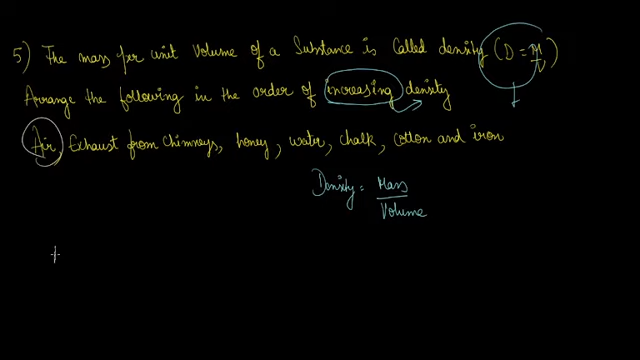 5) The mass per unit Volume of a Substance is called density (D = M/V)
Arrange the following in the order of increasing density
Air, Exhaust from chimneys, honey, water, chalk, cotton and iron
Density = Mass
Volume